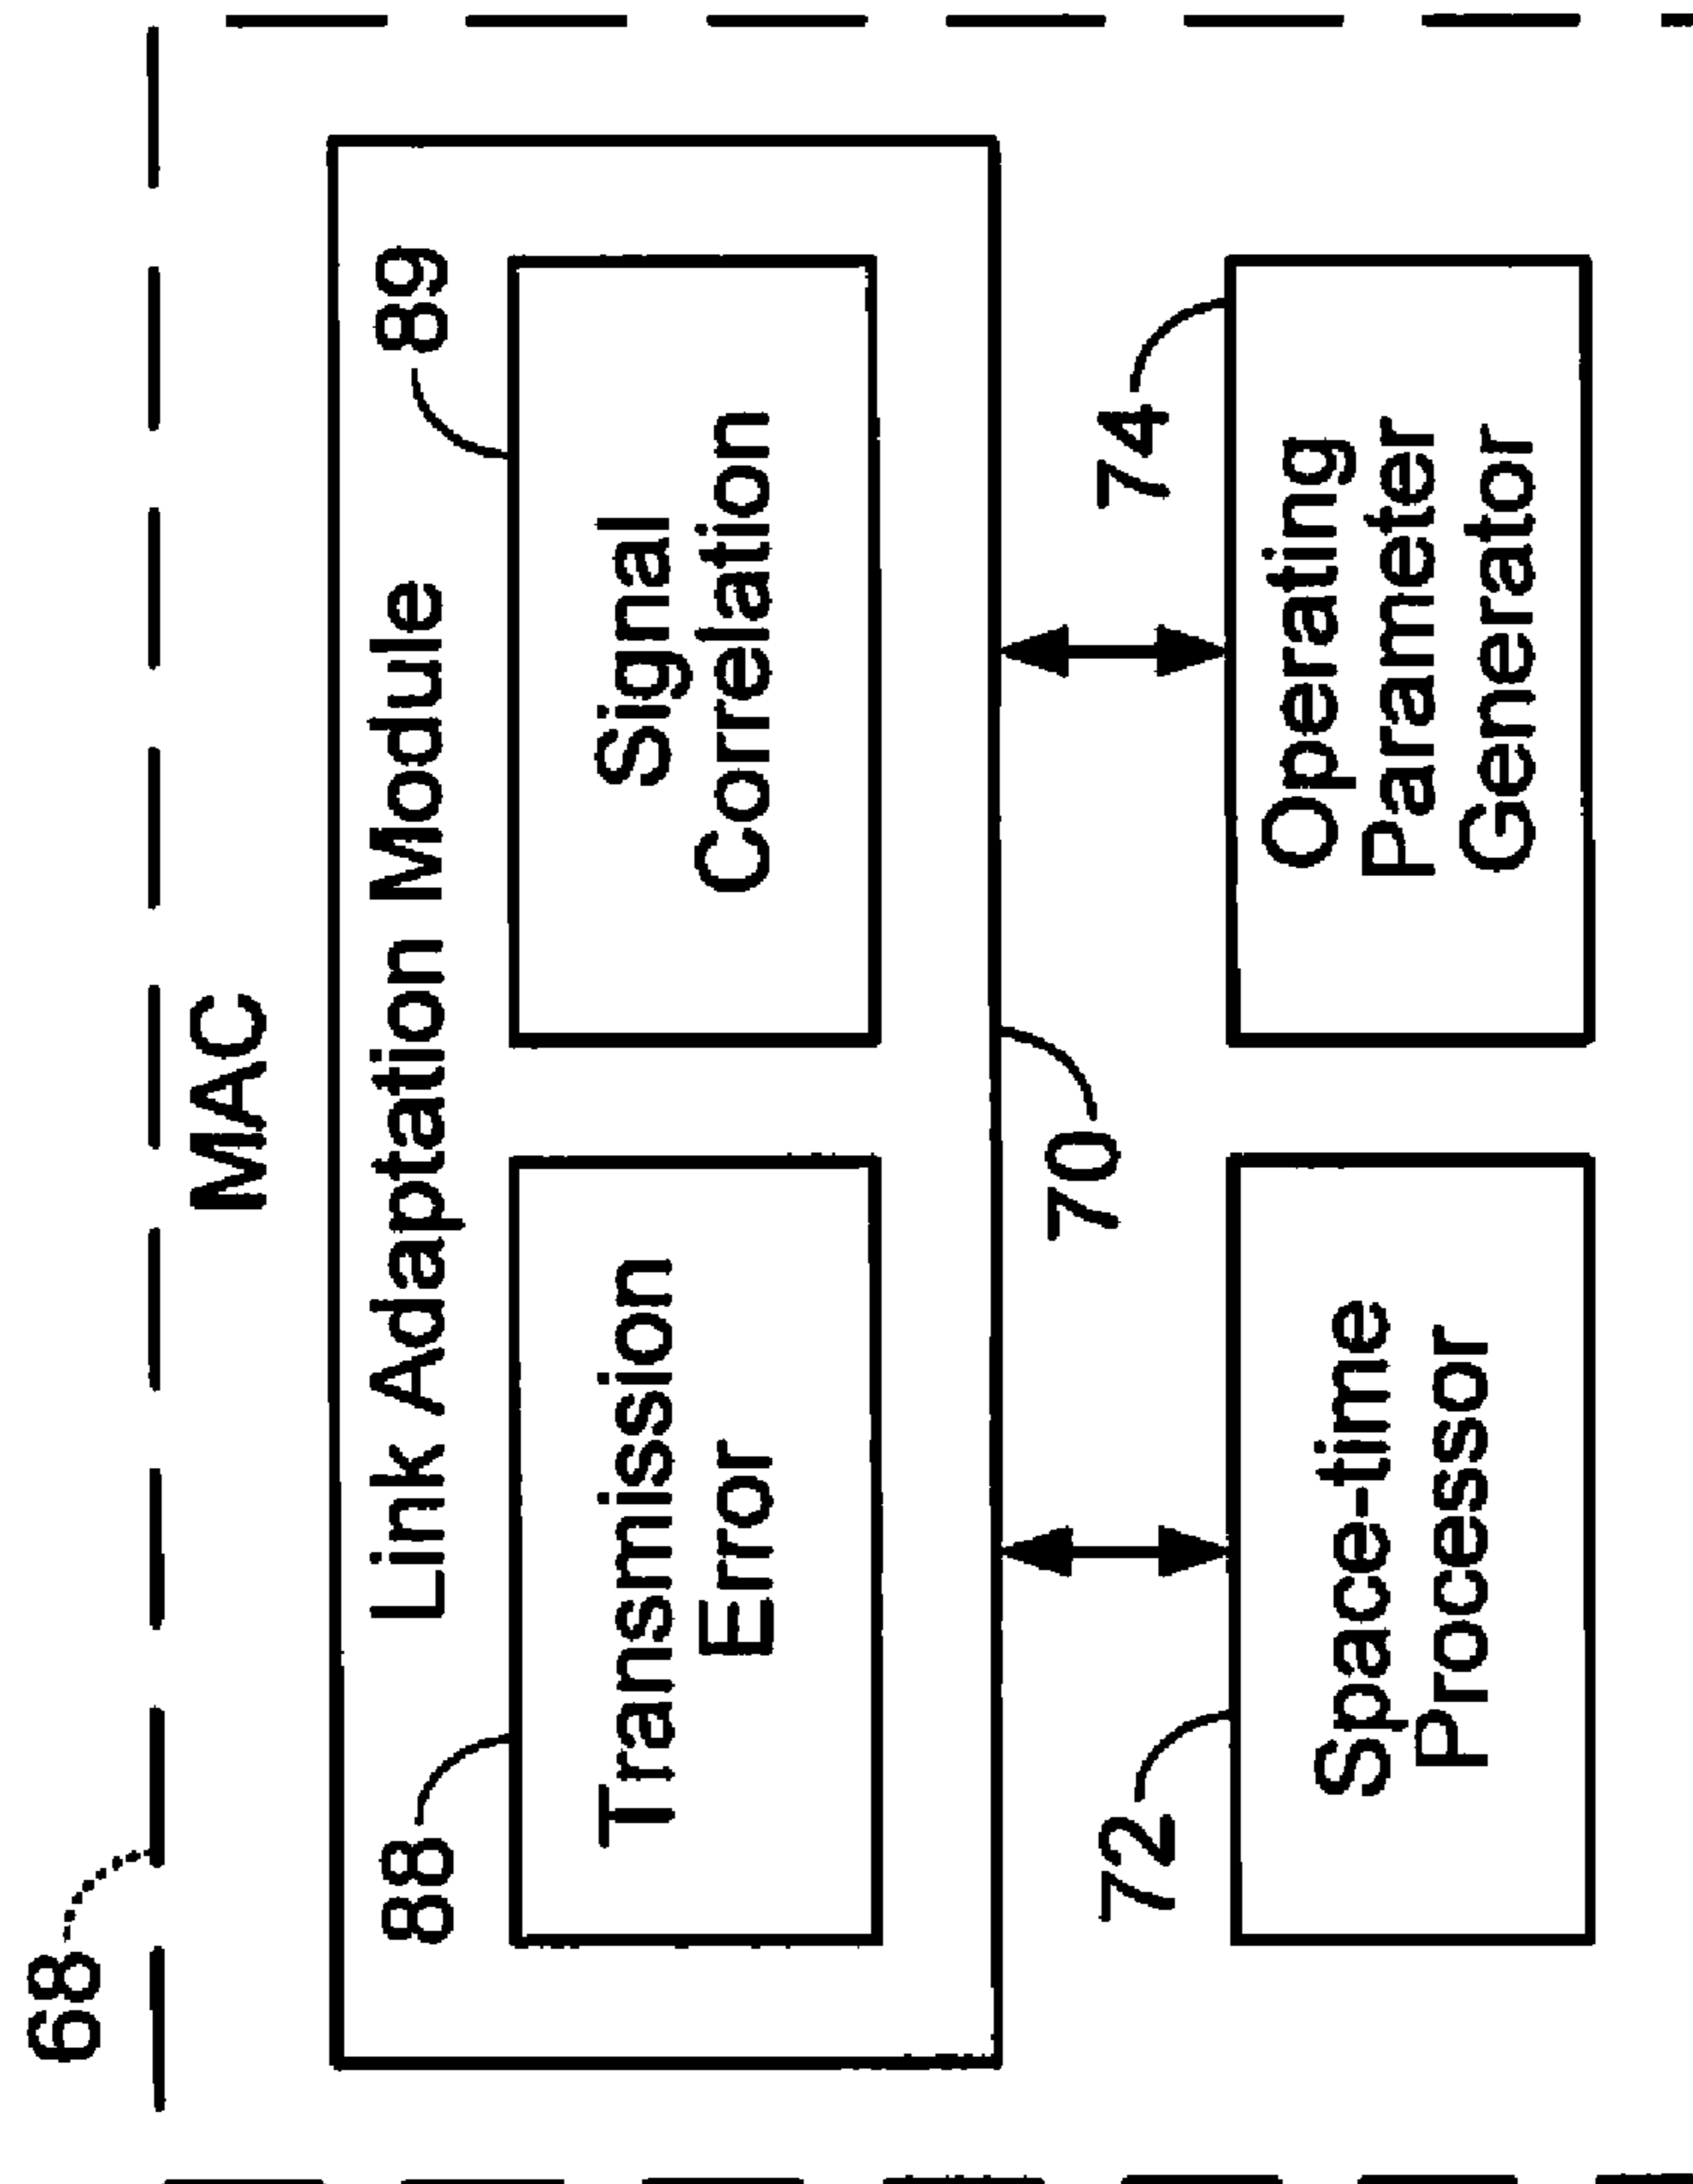 68
MAC
Link Adaptation Module
88
89
Transmission
Error
Signal
Correlation
70
72
74
Space-time
Processor
Operating
Parameter
Generator